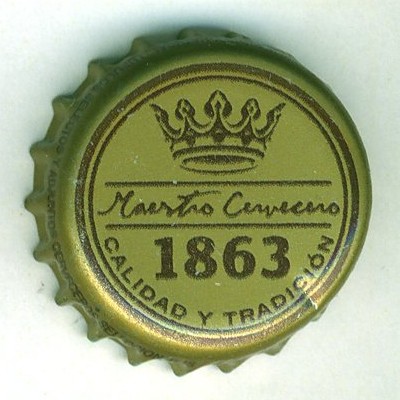 Maestro Cervecero
1863
CALIDAD Y TRADICIÓN